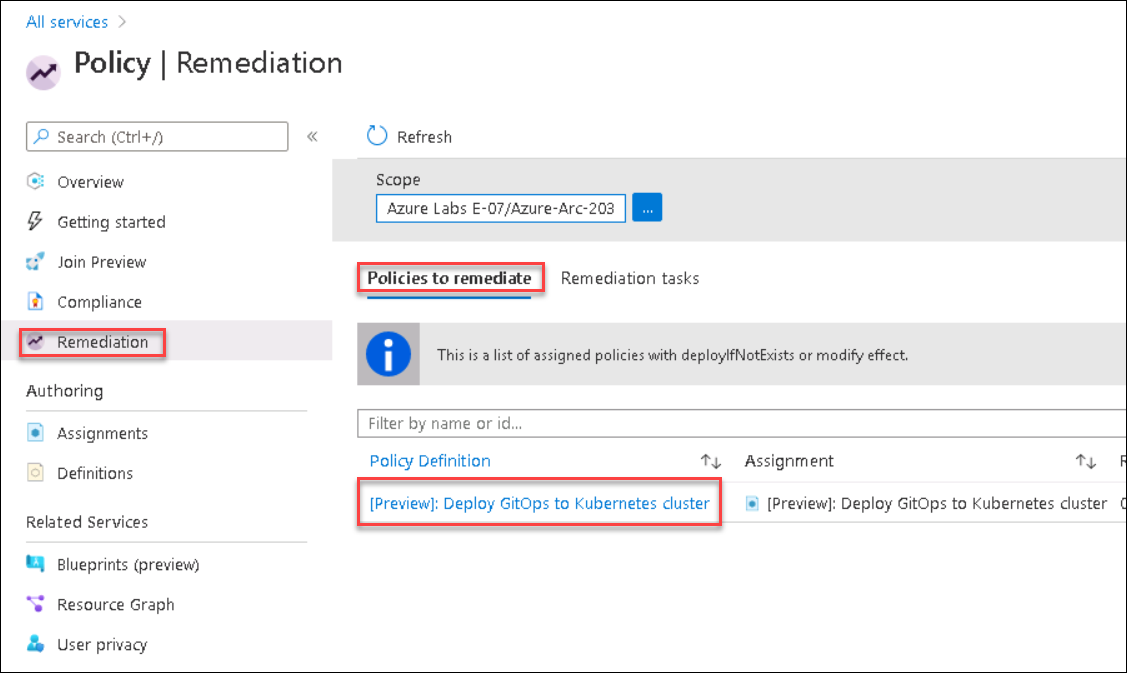 All services
Policy | Remediation
Search (Ctrl+/)
«
Overview
Getting started
Join Preview
Compliance
Remediation
Authoring
Assignments
Definitions
Related Services
Blueprints (preview)
Resource Graph
User privacy
Refresh
Scope
Azure Labs E-07/Azure-Arc-203
...
Policies to remediate Remediation tasks
This is a list of assigned policies with deployIfNotExists or modify effect.
Filter by name or id...
Policy Definition Assignment
[Preview]: Deploy GitOps to Kubernetes cluster [Preview]: Deploy GitOps to Kubernetes cluster